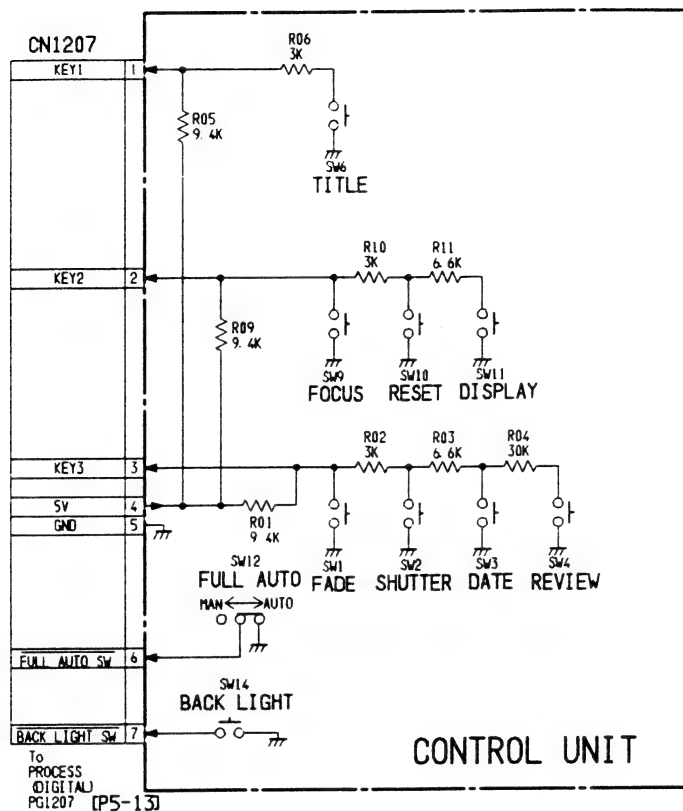 CN1207
KEY1 1
R06
3K
R05
9.4K
SW6
TITLE
KEY2 2
R10
3K
R11
6.6K
R09
9.4K
SW9
FOCUS
SW10
RESET
SW11
DISPLAY
KEY3 3
R02
3K
R03
6.6K
R04
30K
5V 4
R01
9.4K
GND 5
SW1
FADE
SW2
SHUTTER
SW3
DATE
SW4
REVIEW
SW12
FULL AUTO
MAN AUTO
FULL AUTO SW 6
SW14
BACK LIGHT
BACK LIGHT SW 7
CONTROL UNIT
To
PROCESS
(DIGITAL)
PG1207 [P5-13]